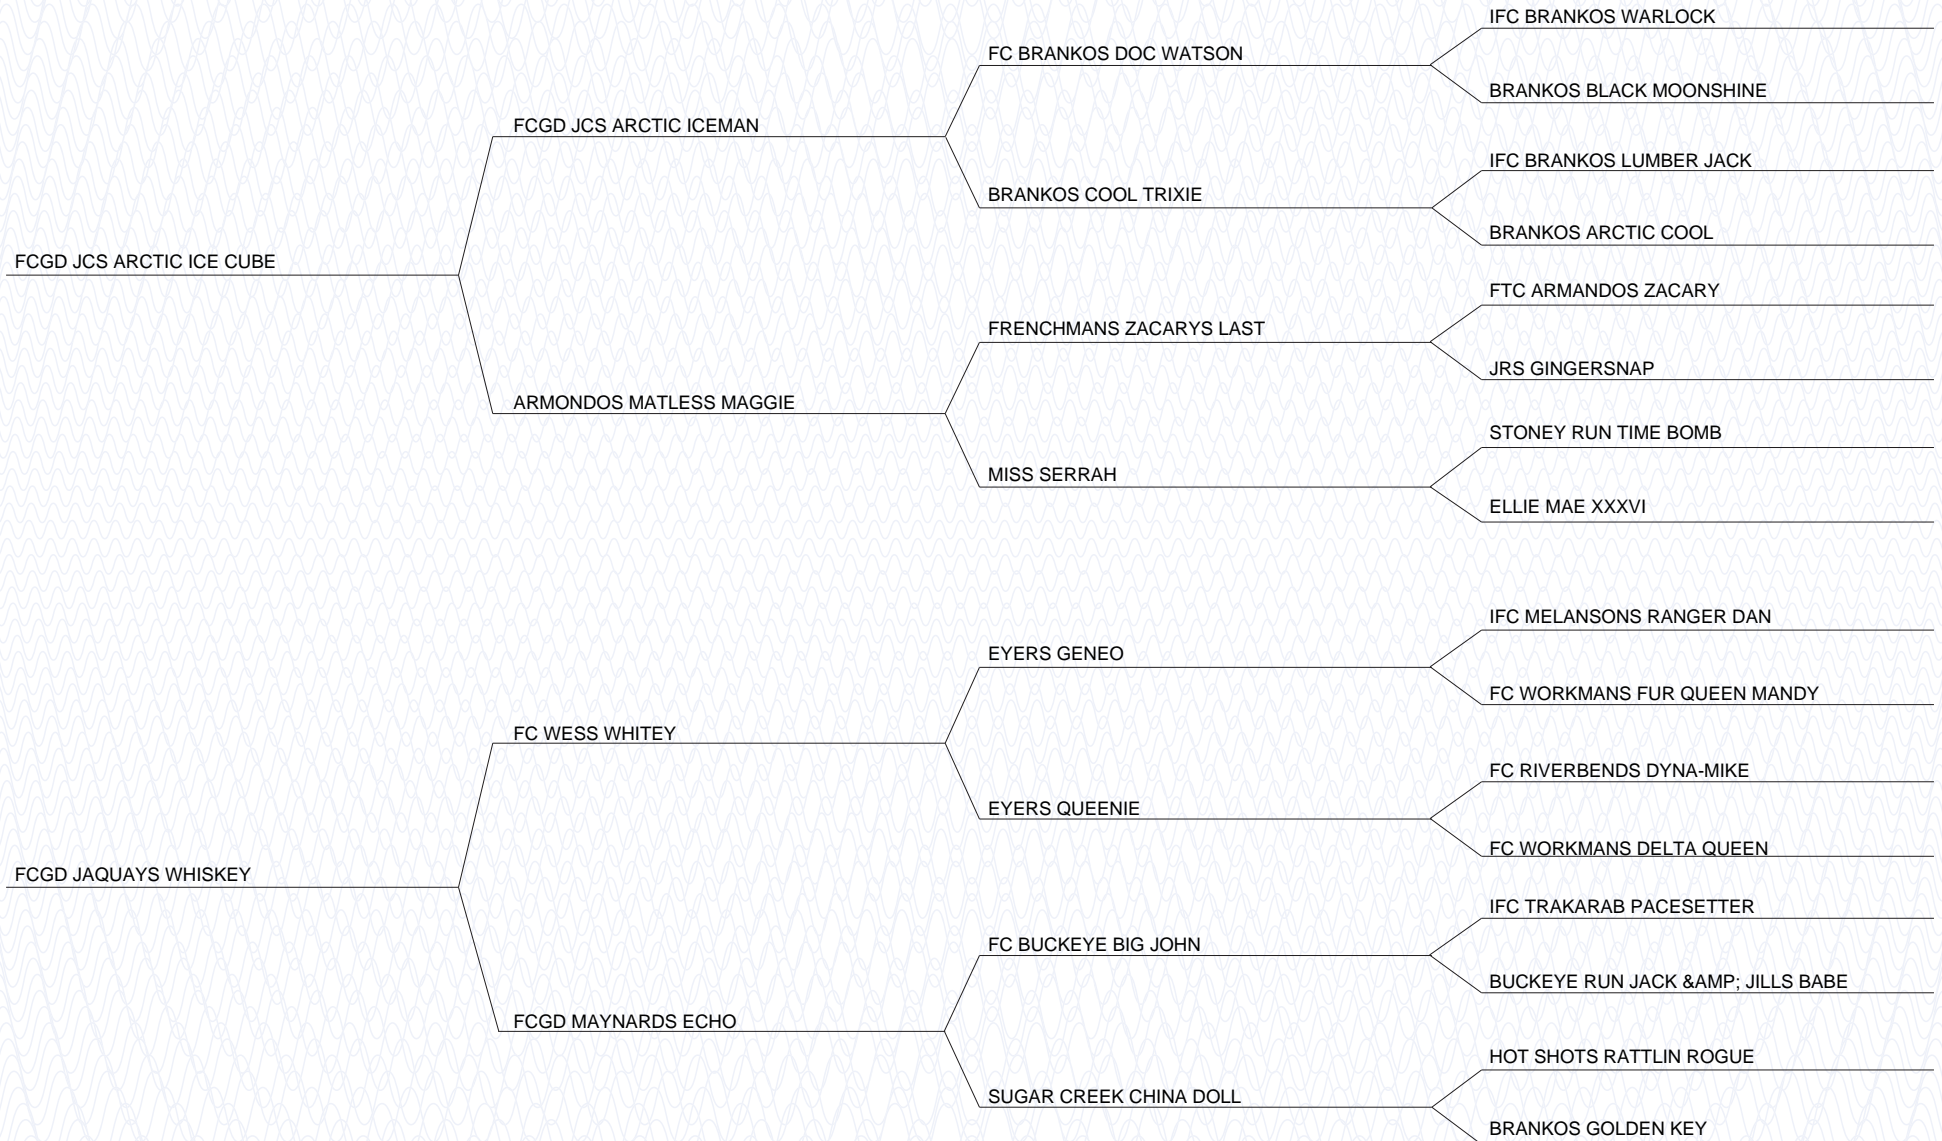 IFC BRANKOS WARLOCK
FC BRANKOS DOC WATSON
BRANKOS BLACK MOONSHINE
FCGD JCS ARCTIC ICEMAN
IFC BRANKOS LUMBER JACK
BRANKOS COOL TRIXIE
BRANKOS ARCTIC COOL
FCGD JCS ARCTIC ICE CUBE
FTC ARMANDOS ZACARY
FRENCHMANS ZACARYS LAST
JRS GINGERSNAP
ARMONDOS MATLESS MAGGIE
STONEY RUN TIME BOMB
MISS SERRAH
ELLIE MAE XXXVI
IFC MELANSONS RANGER DAN
EYERS GENEO
FC WORKMANS FUR QUEEN MANDY
FC WESS WHITEY
FC RIVERBENDS DYNA-MIKE
EYERS QUEENIE
FC WORKMANS DELTA QUEEN
FCGD JAQUAYS WHISKEY
IFC TRAKARAB PACESETTER
FC BUCKEYE BIG JOHN
BUCKEYE RUN JACK &AMP; JILLS BABE
FCGD MAYNARDS ECHO
HOT SHOTS RATTLIN ROGUE
SUGAR CREEK CHINA DOLL
BRANKOS GOLDEN KEY